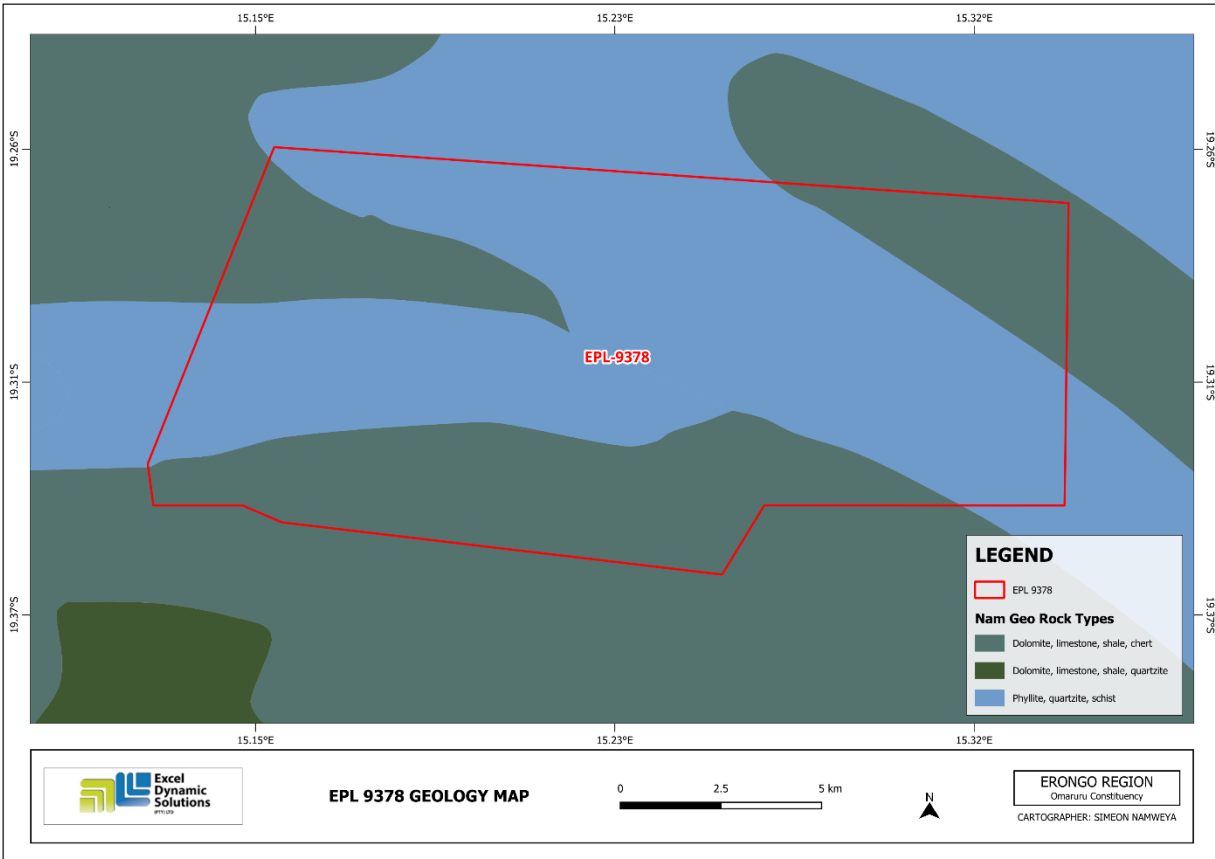 15.15°E
15.23°E
15.32°E
19.26°S
19.26°S
EPL-9378
19.31°S
19.31°S
LEGEND
EPL 9378
Nam Geo Rock Types
Dolomite, limestone, shale, chert
Dolomite, limestone, shale, quartzite
Phyllite, quartzite, schist
19.37°S
19.37°S
15.15°E
15.23°E
15.32°E
Excel
Dynamic
Solutions
(PTY) LTD
EPL 9378 GEOLOGY MAP
0
2.5
5 km
N
ERONGO REGION
Omaruru Constituency
CARTOGRAPHER: SIMEON NAMWEYA